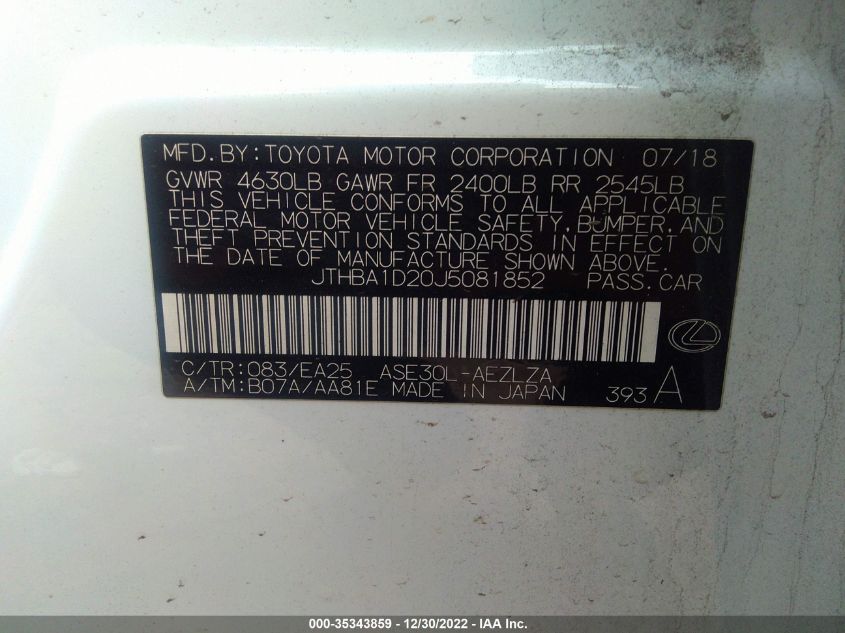 MFD. BY: TOYOTA MOTOR CORPORATION 07/18
GVWR 4630LB GAWR FR 2400LB RR 2545LB
THIS VEHICLE CONFORMS TO ALL APPLICABLE
FEDERAL MOTOR VEHICLE SAFETY, BUMPER, AND
THEFT PREVENTION STANDARDS IN EFFECT ON
THE DATE OF MANUFACTURE SHOWN ABOVE.
JTHBA1D20J5081852 PASS. CAR
C/TR: 083/EA25 ASE30L-AEZLZA
A/TM: B07A/AA81E MADE IN JAPAN 393 A
000-35343859 - 12/30/2022 - IAA Inc.